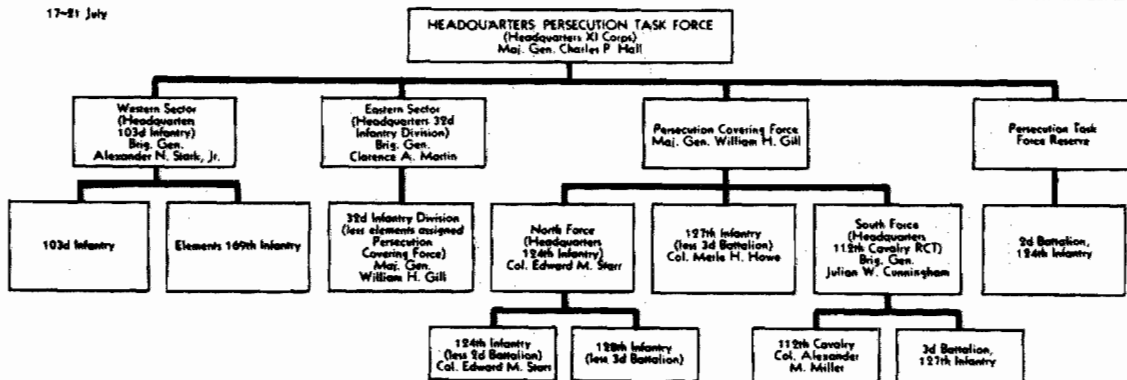 17-21 July
HEADQUARTERS PERSECUTION TASK FORCE
(Headquarters XI Corps)
Maj. Gen. Charles P. Hall
Western Sector
(Headquarters
103d Infantry)
Brig. Gen.
Alexander N. Stark, Jr.
Eastern Sector
(Headquarters 32d
Infantry Division)
Brig. Gen.
Clarence A. Martin
Persecution Covering Force
Maj. Gen. William H. Gill
Persecution Task
Force Reserve
103d Infantry
Elements 169th Infantry
32d Infantry Division
(less elements assigned
Persecution
Covering Force)
Maj. Gen.
William H. Gill
North Force
(Headquarters
124th Infantry)
Col. Edward M. Starr
127th Infantry
(less 3d Battalion)
Col. Merle H. Howe
South Force
(Headquarters
112th Cavalry RCT)
Brig. Gen.
Julian W. Cunningham
2d Battalion,
124th Infantry
124th Infantry
(less 2d Battalion)
Col. Edward M. Starr
128th Infantry
(less 3d Battalion)
112th Cavalry
Col. Alexander
M. Miller
3d Battalion,
127th Infantry